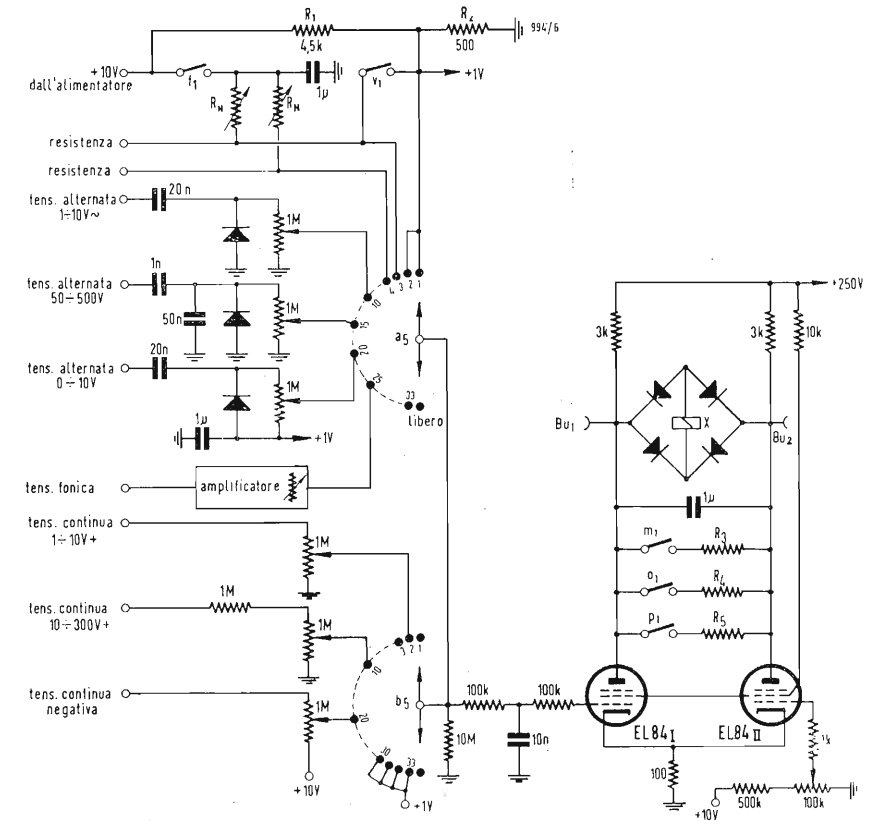 R1
4,5k
R2
500
994/6
+10V
dall'alimentatore
f1
RN
RN
1µ
v1
+1V
resistenza
resistenza
tens. alternata
1÷10V~
20n
1M
tens. alternata
50÷500V
1n
50n
1M
tens. alternata
0÷10V
20n
1M
1µ
+1V
10
4
3
2
1
15
20
25
33
a5
libero
tens. fonica
amplificatore
tens. continua
1÷10V+
1M
tens. continua
10÷300V+
1M
1M
tens. continua
negativa
1M
+10V
3
2
1
10
20
30
33
b5
+1V
100k
100k
10M
10n
+250V
3k
3k
10k
Bu1
X
Bu2
1µ
m1
R3
o1
R4
p1
R5
EL84 I
EL84 II
100
+10V
500k
100k